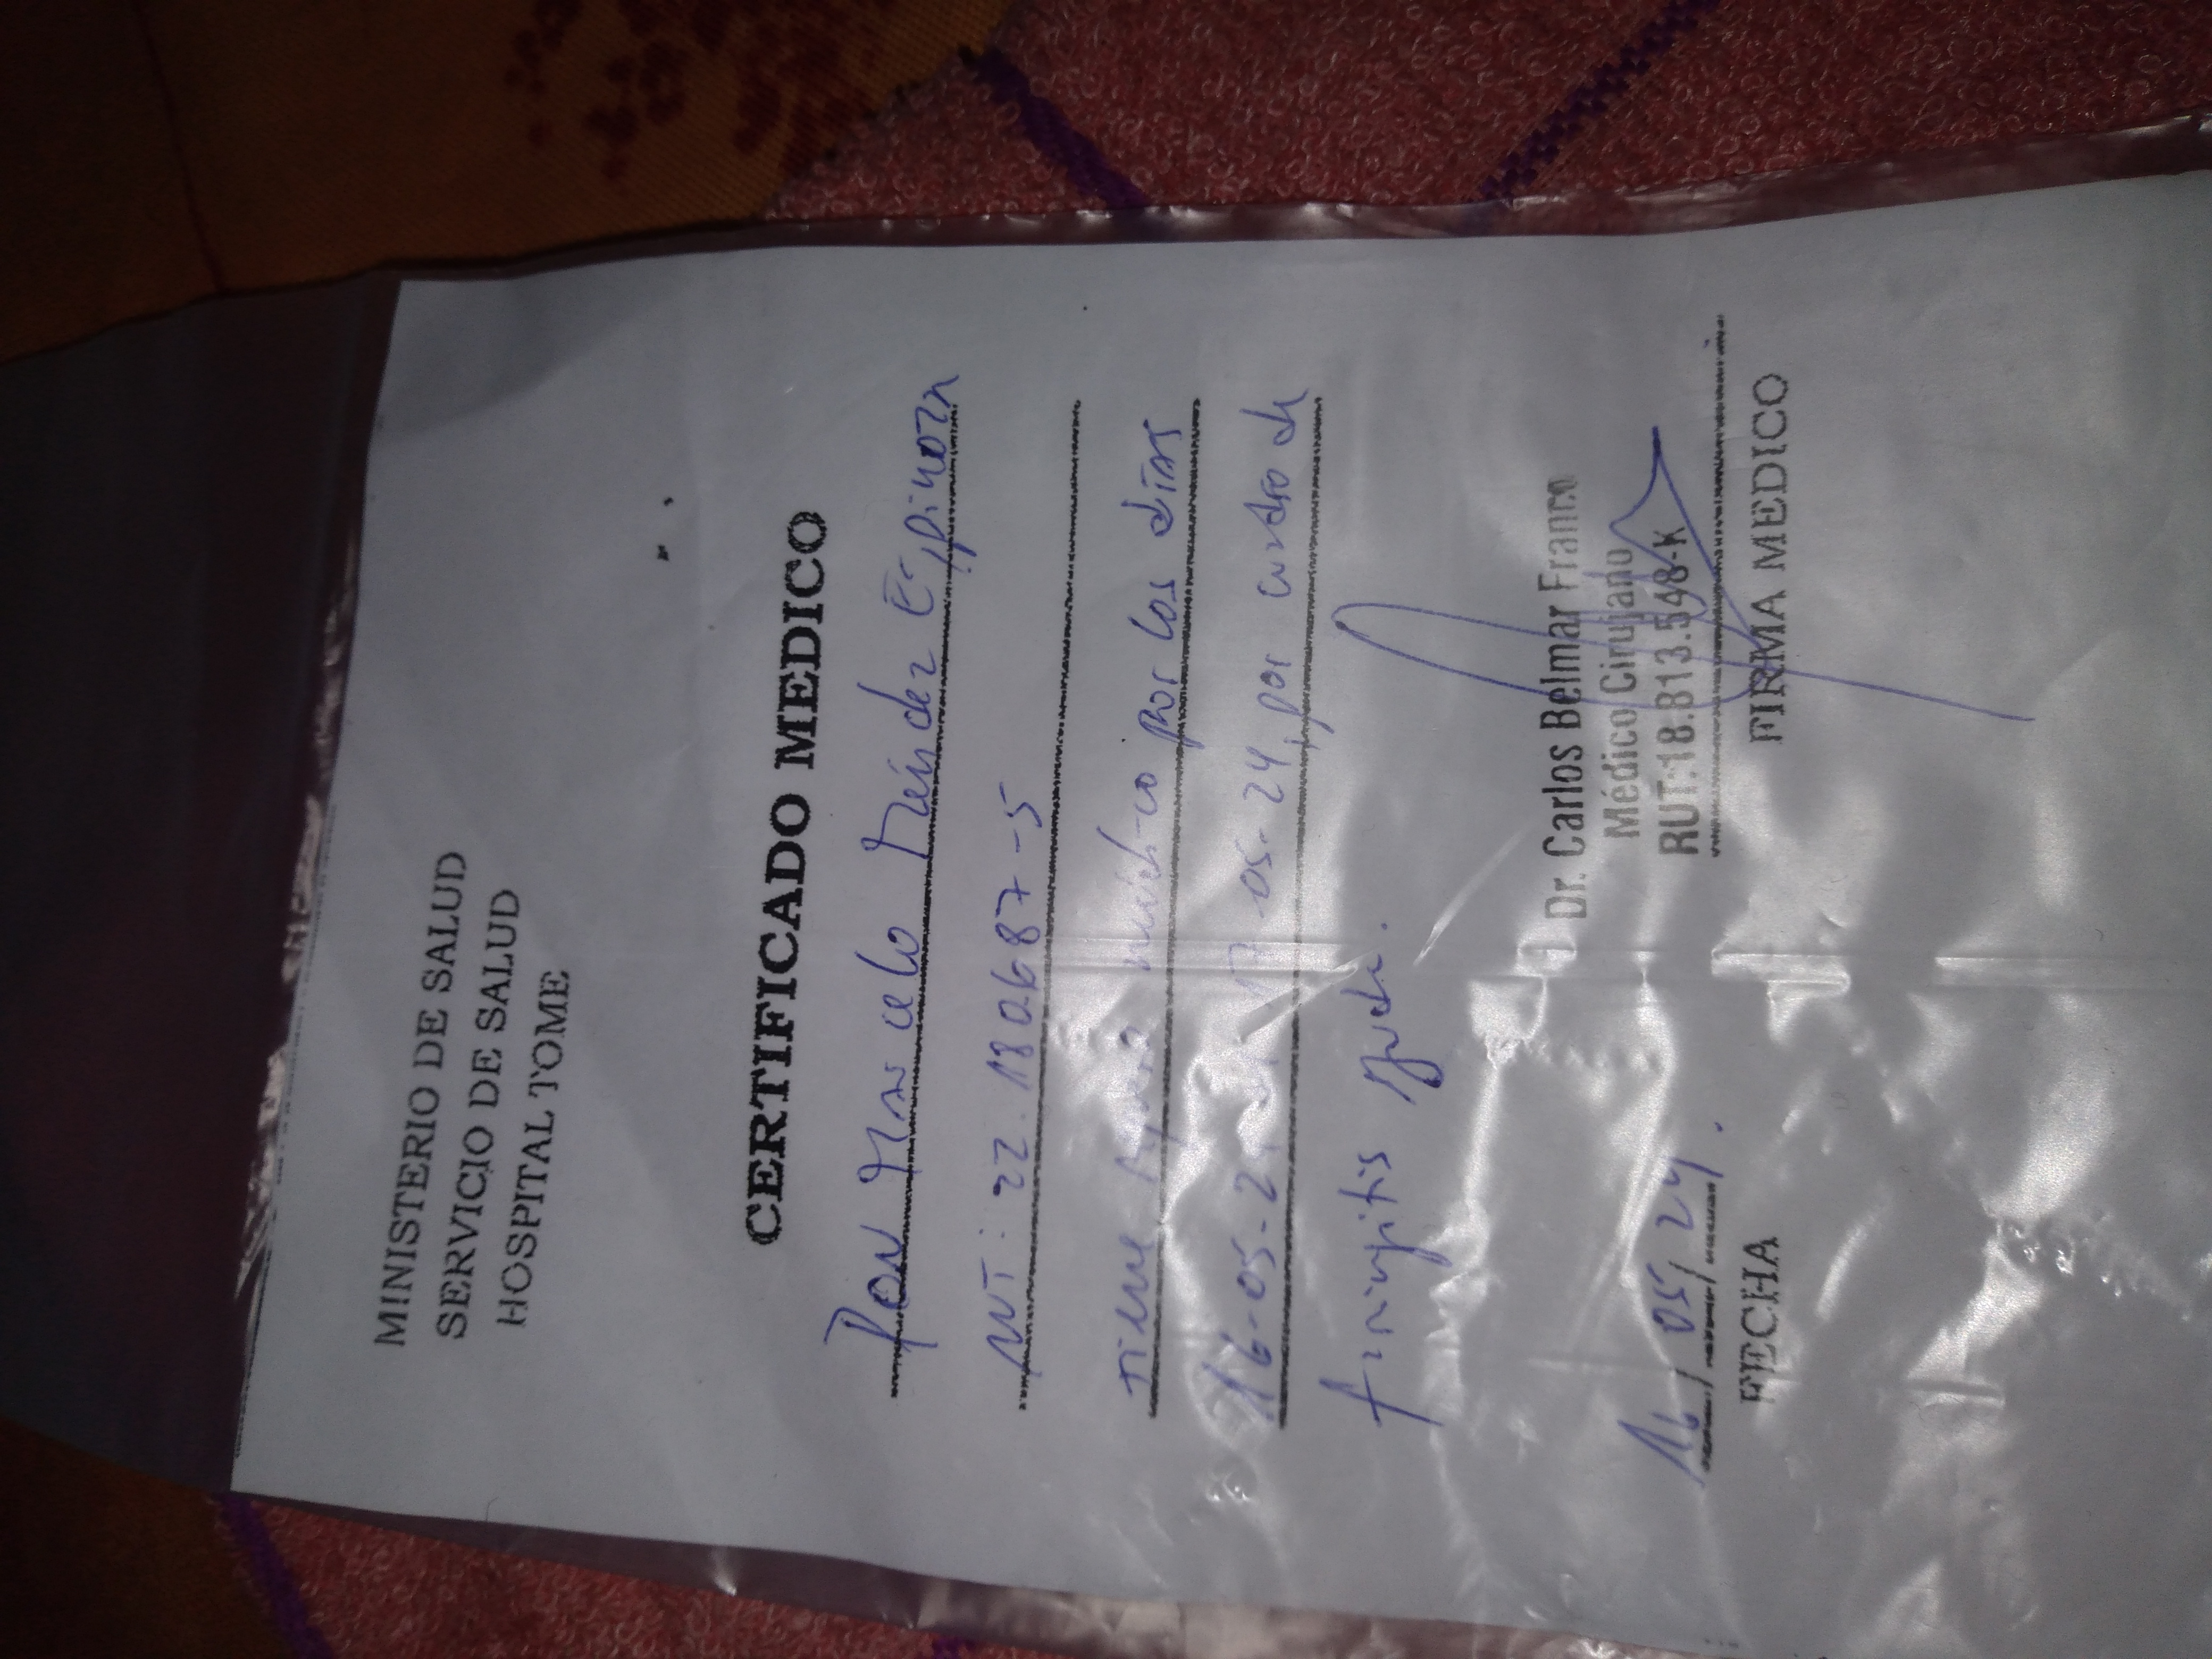 MINISTERIO DE SALUD
SERVICIO DE SALUD
HOSPITAL TOME
CERTIFICADO MEDICO
Marcelo Méndez Espinoza
RUT: 22.180687-5
Tiene reposo médico por los días
16-05-24 al 17-05-24, por cuadro de
faringitis aguda.
Dr. Carlos Belmar Franco
Médico Cirujano
RUT:18.813.548-K
16/05/24.
FECHA
FIRMA MEDICO